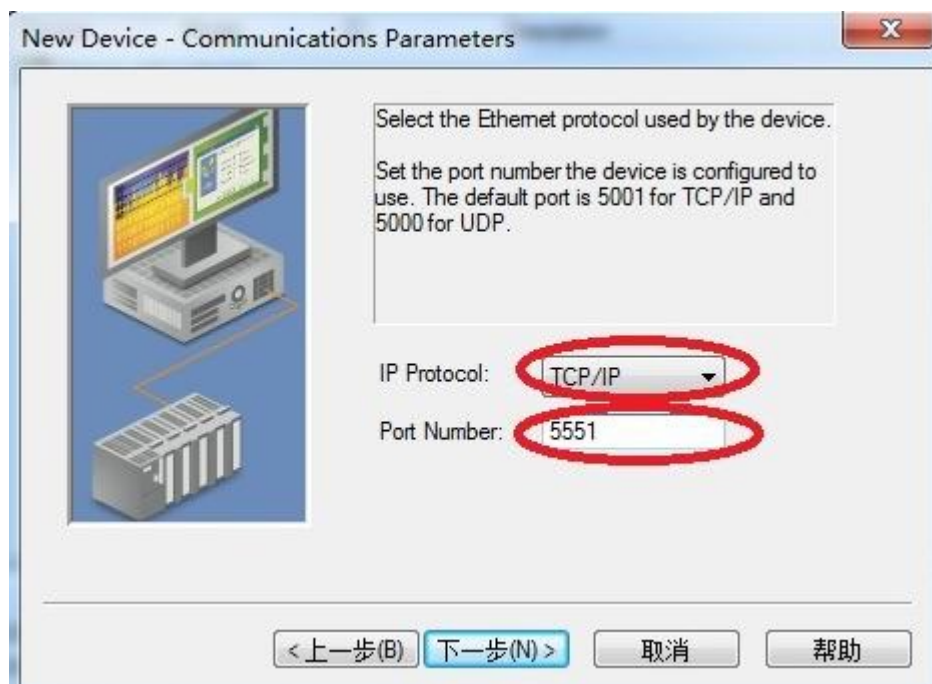 New Device - Communications Parameters
Select the Ethernet protocol used by the device.
Set the port number the device is configured to
use. The default port is 5001 for TCP/IP and
5000 for UDP.
IP Protocol: TCP/IP
Port Number: 5551
<上一步(B) 下一步(N)> 取消 帮助